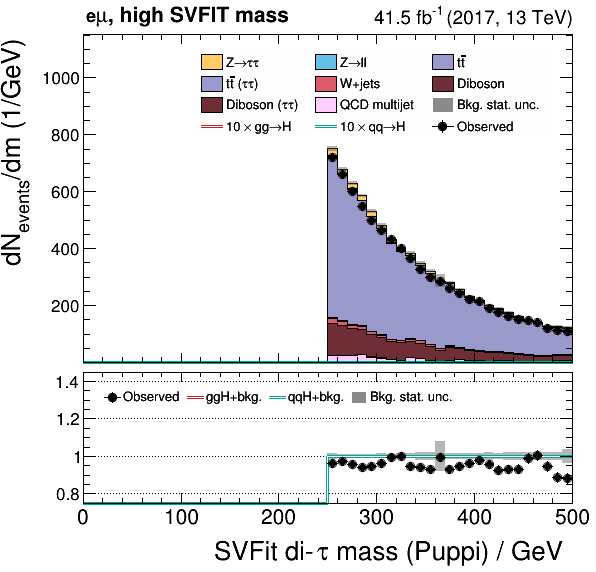 eμ, high SVFIT mass 41.5 fb⁻¹ (2017, 13 TeV)
dN_events/dm (1/GeV)
1000
800
600
400
200
Z→ττ Z→ll tt̄
tt̄ (ττ) W+jets Diboson
Diboson (ττ) QCD multijet Bkg. stat. unc.
10 × gg→H 10 × qq→H Observed
1.4
1.2
1
0.8
Observed ggH+bkg. qqH+bkg. Bkg. stat. unc.
0 100 200 300 400 500
SVFit di-τ mass (Puppi) / GeV